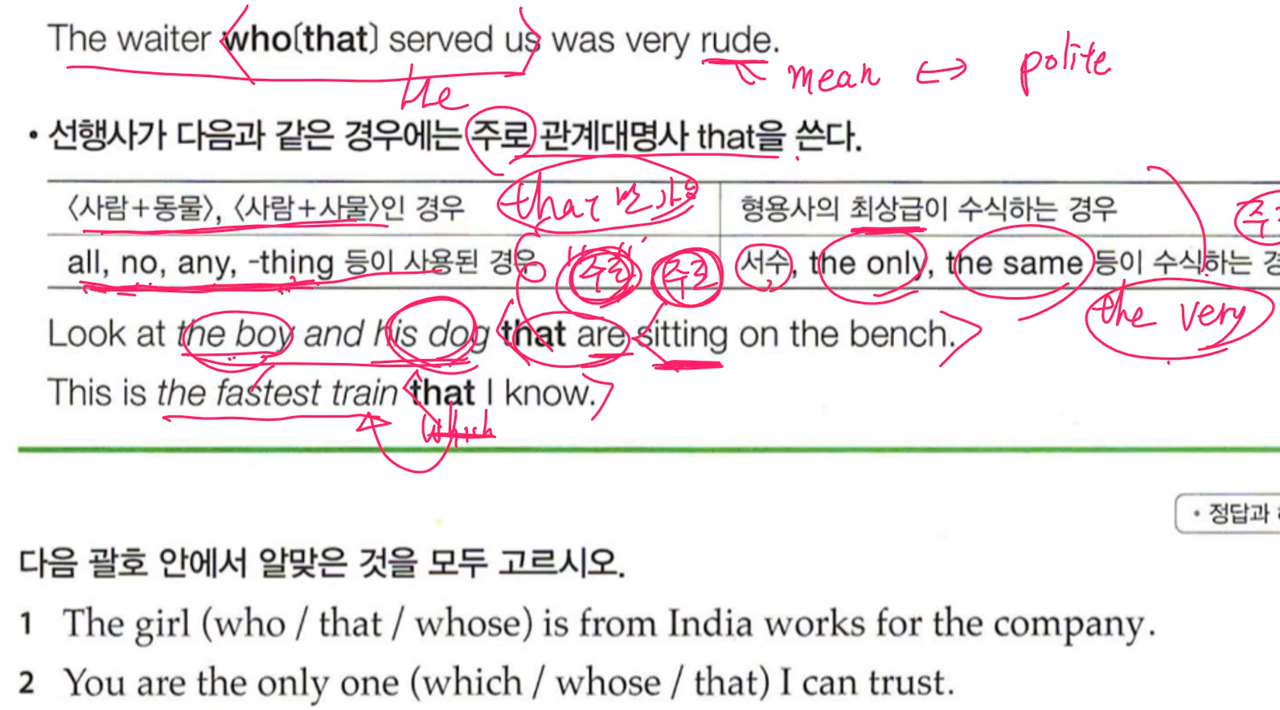 The waiter who(that) served us was very rude.
mean ↔ polite
the
• 선행사가 다음과 같은 경우에는 주로 관계대명사 that을 쓴다.
〈사람+동물〉, 〈사람+사물〉인 경우 that 만 가능 형용사의 최상급이 수식하는 경우
all, no, any, -thing 등이 사용된 경우 주로 주로 서수, the only, the same 등이 수식하는
the very
Look at the boy and his dog that are sitting on the bench.
This is the fastest train that I know.
which
• 정답과
다음 괄호 안에서 알맞은 것을 모두 고르시오.
1 The girl (who / that / whose) is from India works for the company.
2 You are the only one (which / whose / that) I can trust.